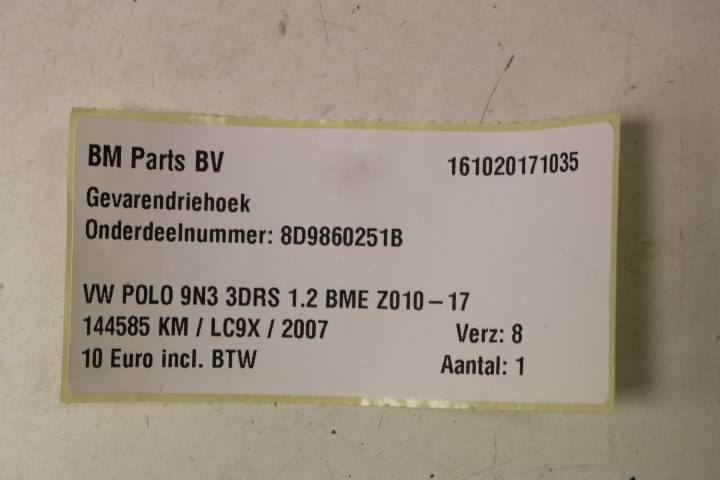 BM Parts BV 161020171035
Gevarendriehoek
Onderdeelnummer: 8D9860251B
VW POLO 9N3 3DRS 1.2 BME Z010-17
144585 KM / LC9X / 2007 Verz: 8
10 Euro incl. BTW Aantal: 1